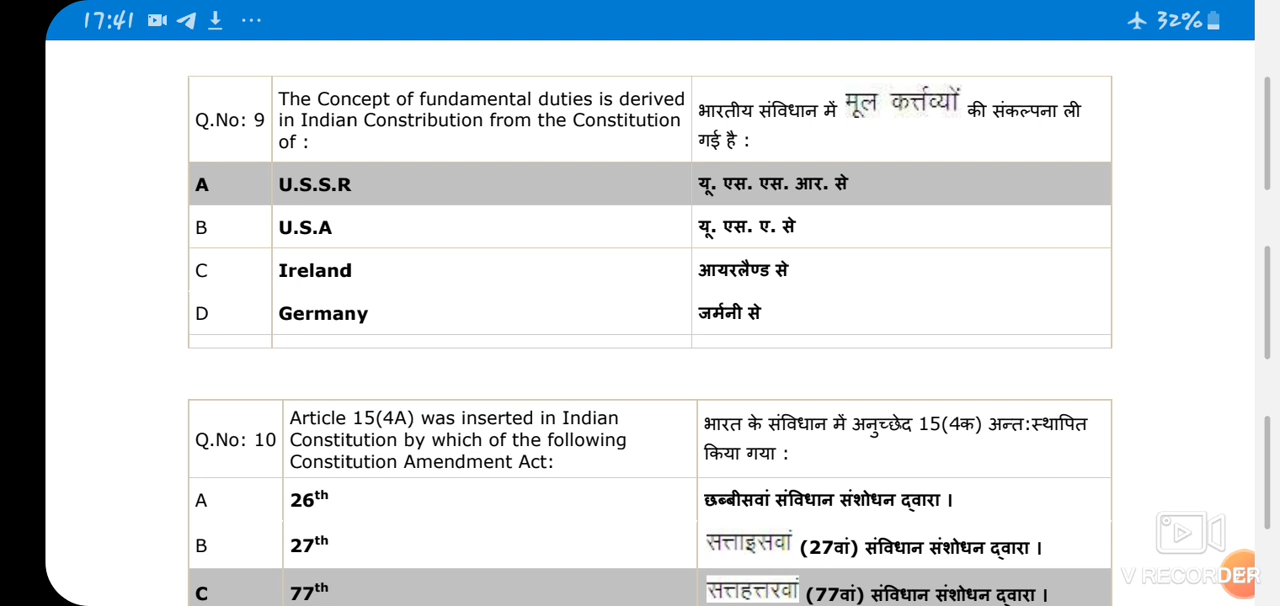 17:41 ...
32%
Q.No: 9
The Concept of fundamental duties is derived
in Indian Constribution from the Constitution
of :
भारतीय संविधान में मूल कर्त्तव्यों की संकल्पना ली
गई है :
A U.S.S.R यू. एस. एस. आर. से
B U.S.A यू. एस. ए. से
C Ireland आयरलैण्ड से
D Germany जर्मनी से
Q.No: 10
Article 15(4A) was inserted in Indian
Constitution by which of the following
Constitution Amendment Act:
भारत के संविधान में अनुच्छेद 15(4क) अन्त:स्थापित
किया गया :
A 26th छब्बीसवां संविधान संशोधन द्वारा ।
B 27th सत्ताइसवां (27वां) संविधान संशोधन द्वारा ।
C 77th सत्तहत्तरवां (77वां) संविधान संशोधन द्वारा ।
V RECORDER